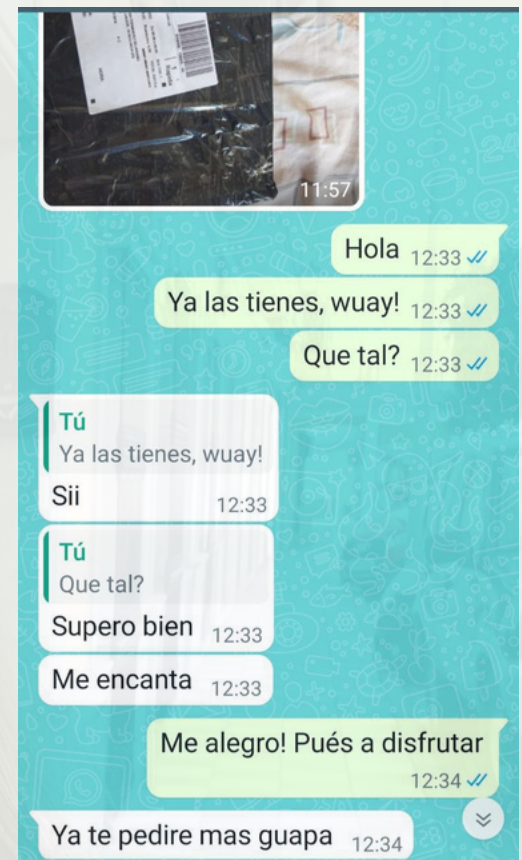 11:57
Hola 12:33
Ya las tienes, wuay! 12:33
Que tal? 12:33
Tú
Ya las tienes, wuay!
Sii 12:33
Tú
Que tal?
Supero bien 12:33
Me encanta 12:33
Me alegro! Pués a disfrutar
12:34
Ya te pedire mas guapa 12:34